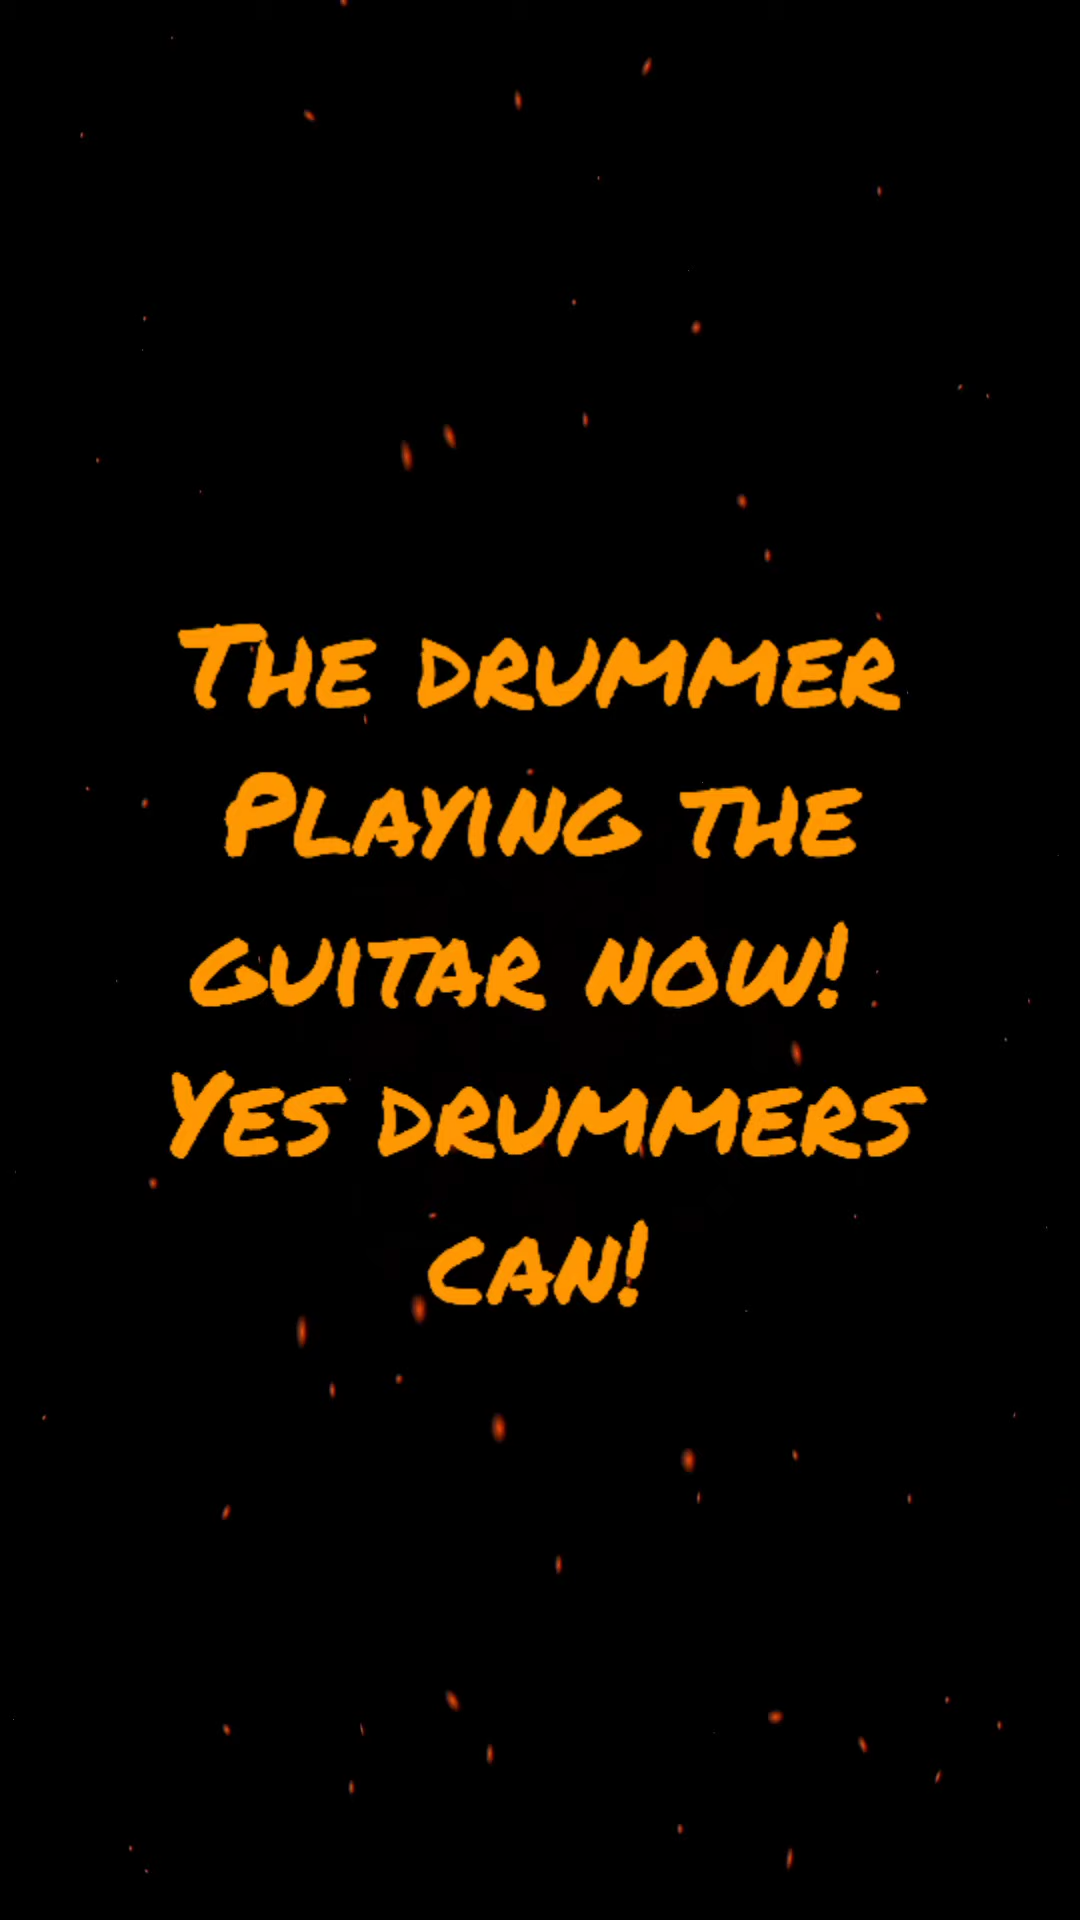 The drummer
Playing the
guitar now!
Yes drummers
can!